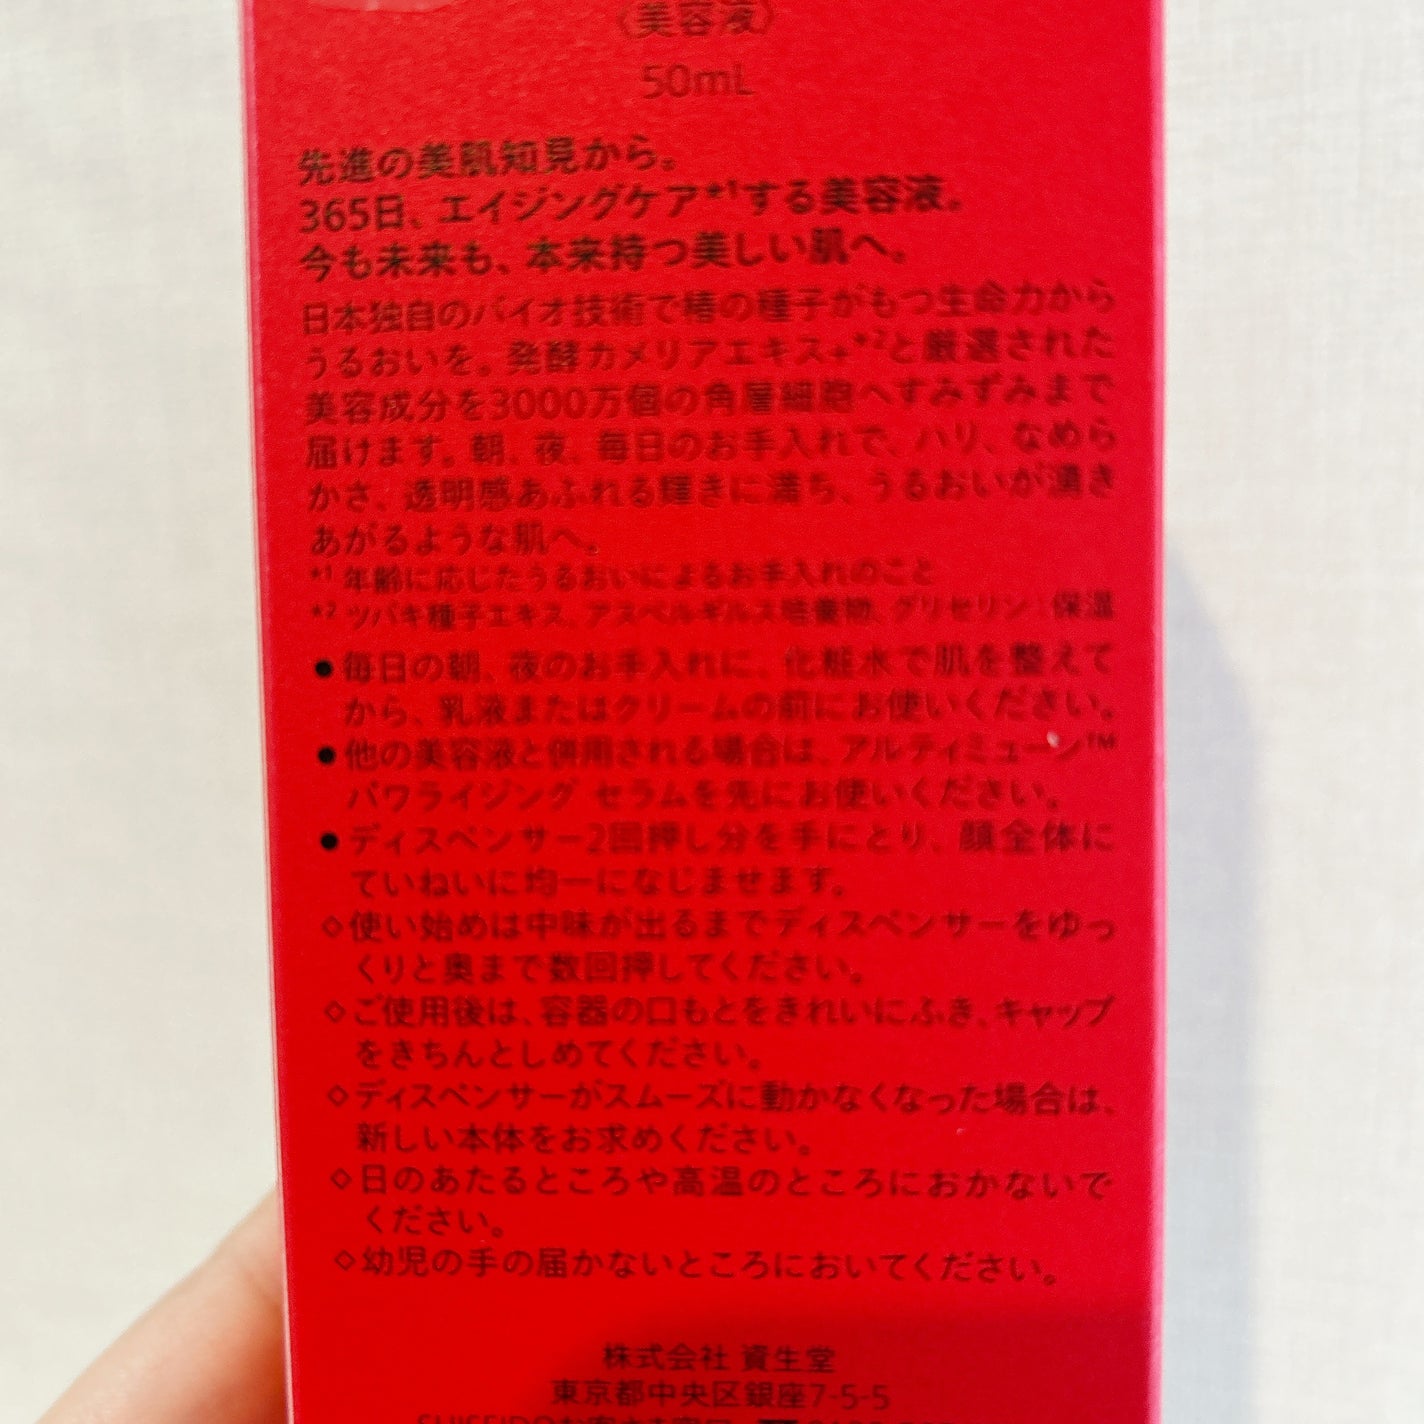 〈美容液〉
50mL
先進の美肌知見から。
365日、エイジングケア*1する美容液。
今も未来も、本来持つ美しい肌へ。
日本独自のバイオ技術で椿の種子がもつ生命力から
うるおいを。発酵カメリアエキス+*2と厳選された
美容成分を3000万個の角層細胞へすみずみまで
届けます。朝、夜、毎日のお手入れで、ハリ、なめら
かさ、透明感あふれる輝きに満ち、うるおいが湧き
あがるような肌へ。
*1 年齢に応じたうるおいによるお手入れのこと
*2 ツバキ種子エキス、アスペルギルス培養物、グリセリン:保湿
●毎日の朝、夜のお手入れに、化粧水で肌を整えて
から、乳液またはクリームの前にお使いください。
●他の美容液と併用される場合は、アルティミューン™
パワライジング セラムを先にお使いください。
●ディスペンサー2回押し分を手にとり、顔全体に
ていねいに均一になじませます。
◇使い始めは中味が出るまでディスペンサーをゆっ
くりと奥まで数回押してください。
◇ご使用後は、容器の口もとをきれいにふき、キャップ
をきちんとしめてください。
◇ディスペンサーがスムーズに動かなくなった場合は、
新しい本体をお求めください。
◇日のあたるところや高温のところにおかないで
ください。
◇幼児の手の届かないところにおいてください。
株式会社 資生堂
東京都中央区銀座7-5-5